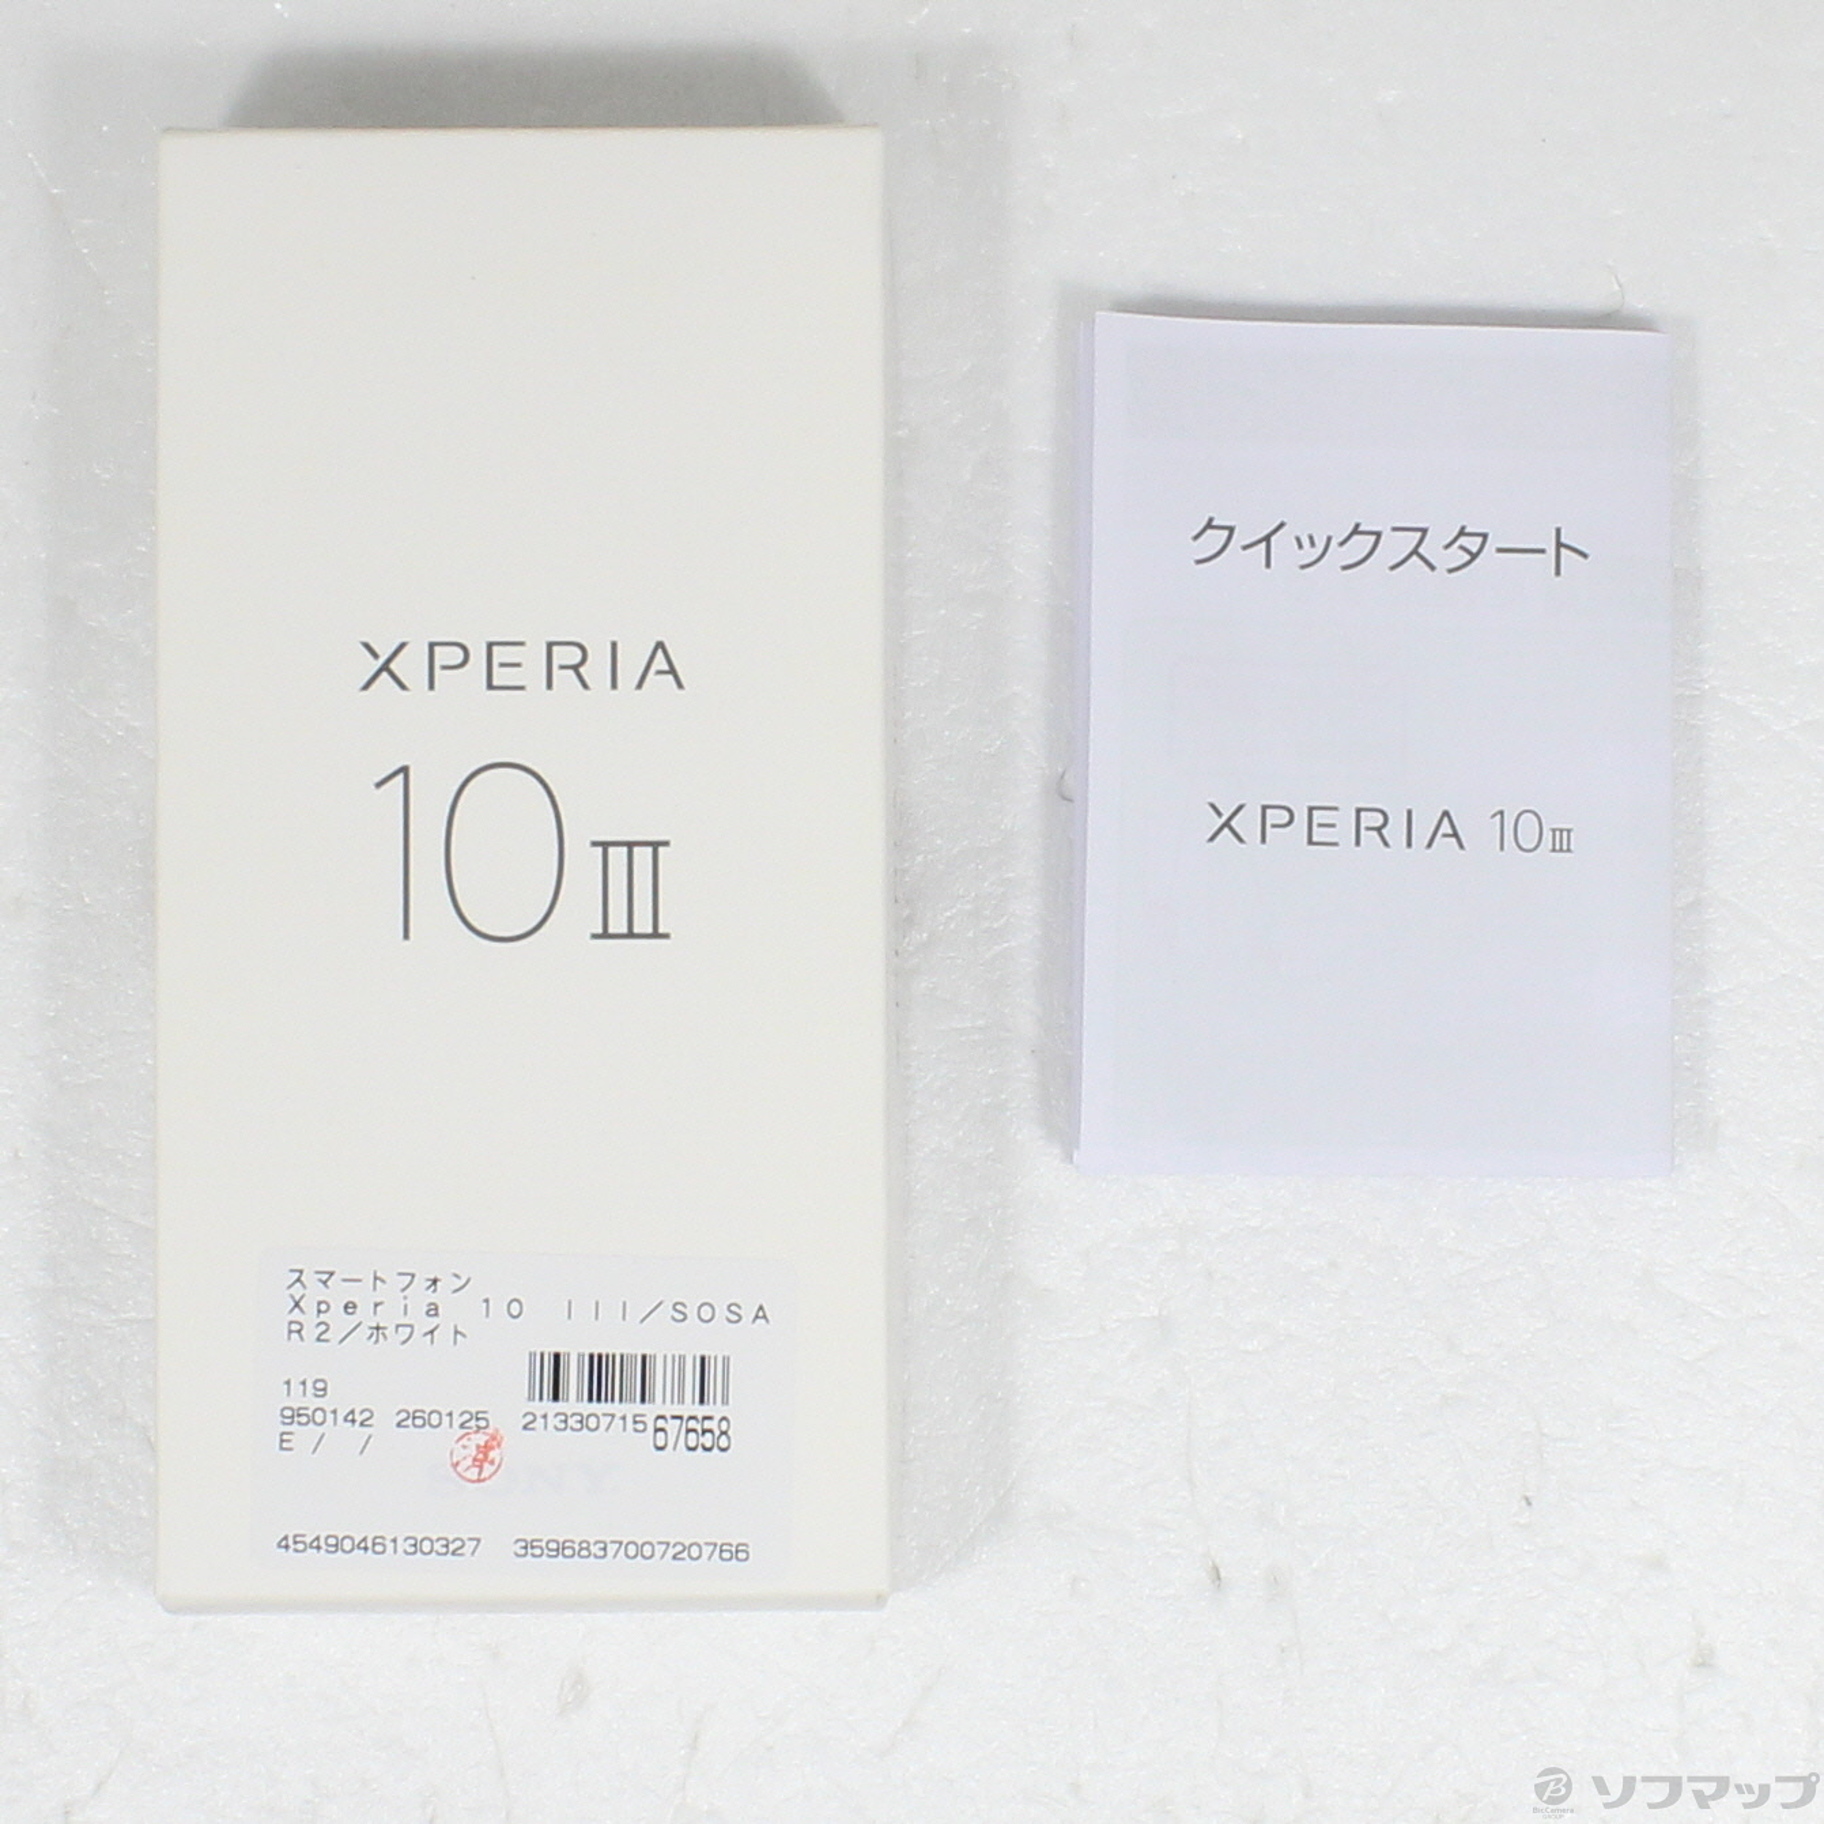 XPERIA
10 III
スマートフォン
Xperia 10 III/SOSA
R2/ホワイト
119
950142 260125 2133071567658
E / /
4549046130327 359683700720766
クイックスタート
XPERIA 10 III
BicCamera GROUP
ソフマップ